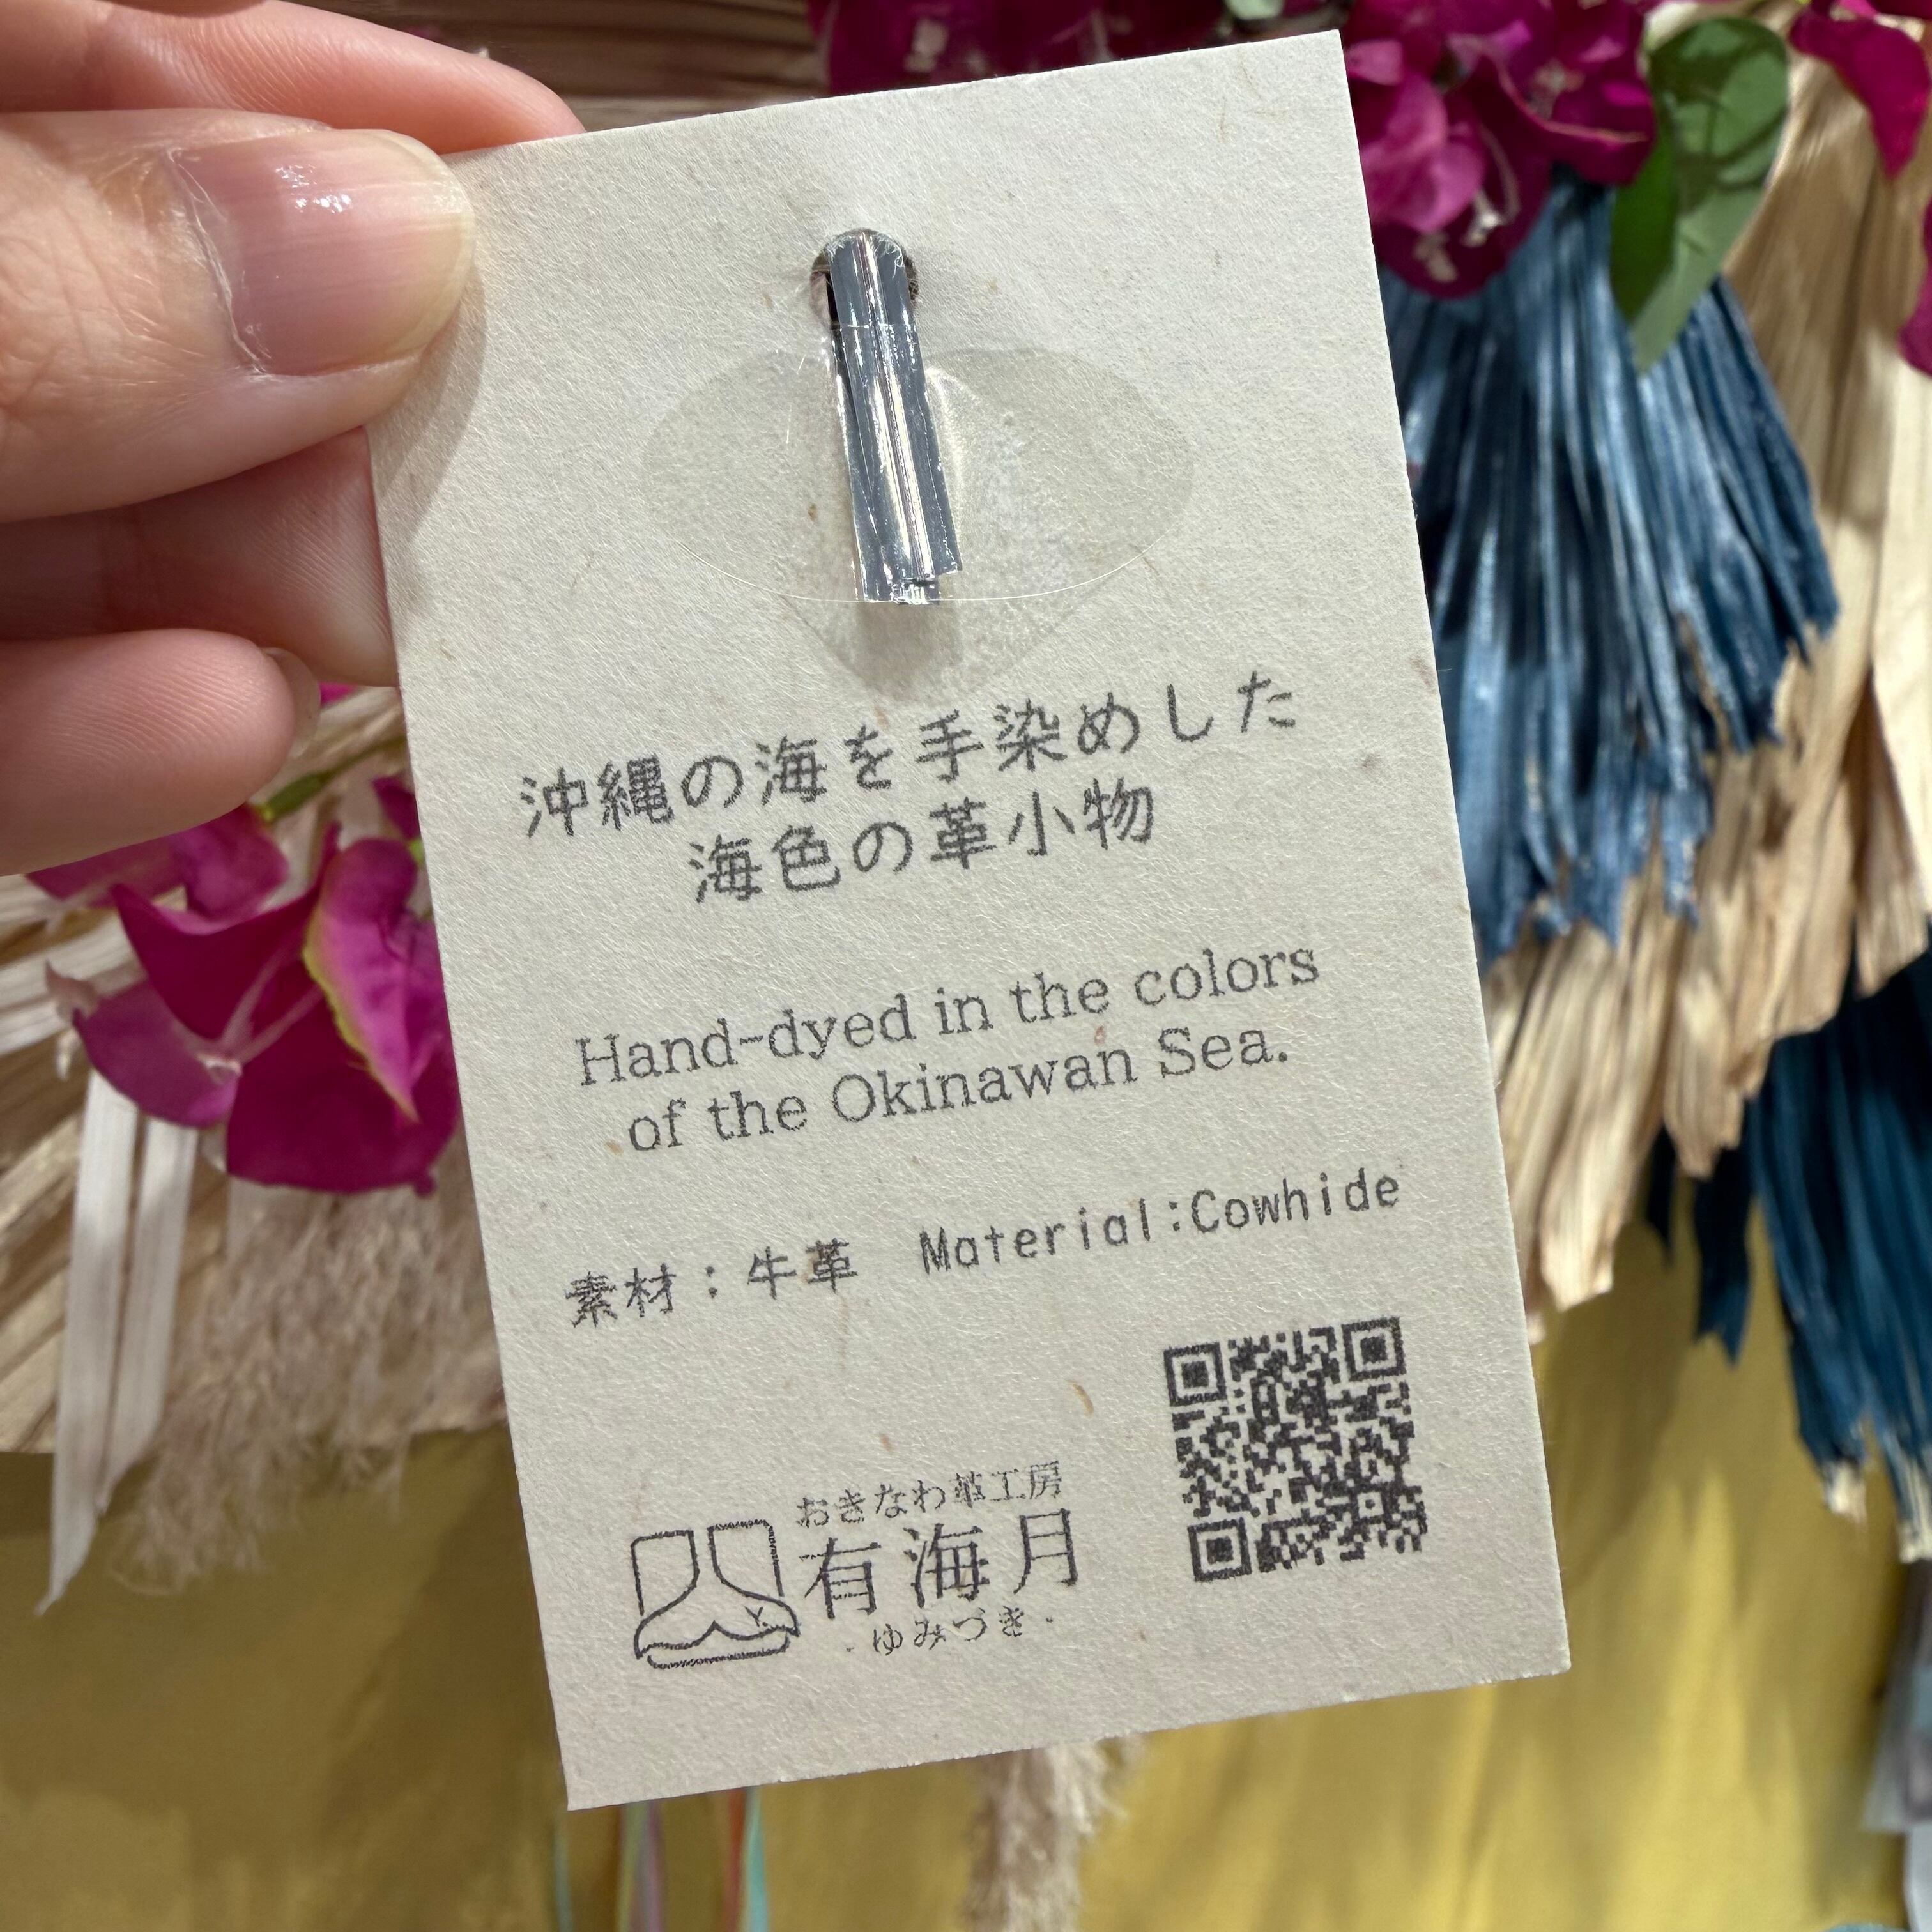 沖縄の海を手染めした
海色の革小物
Hand-dyed in the colors
of the Okinawan Sea.
素材：牛革　Material:Cowhide
おきなわ革工房
有海月
-ゆみづき-